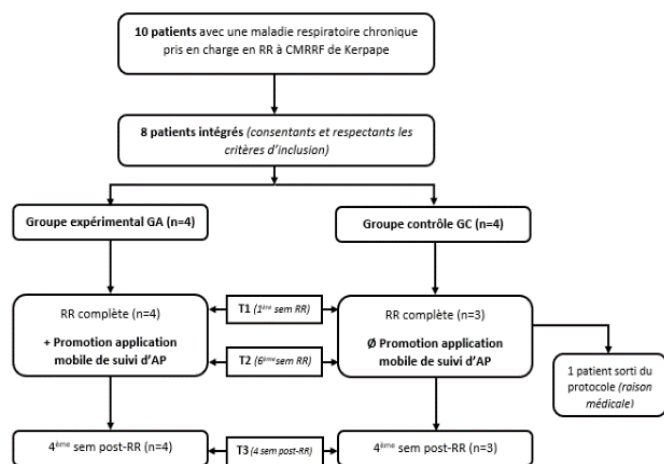 10 patients avec une maladie respiratoire chronique
pris en charge en RR à CMRRF de Kerpape
8 patients intégrés (consentants et respectants les
critères d'inclusion)
Groupe expérimental GA (n=4)
Groupe contrôle GC (n=4)
RR complète (n=4)
+ Promotion application
mobile de suivi d'AP
T1 (1ère sem RR)
T2 (6ème sem RR)
RR complète (n=3)
Ø Promotion application
mobile de suivi d'AP
1 patient sorti du
protocole (raison
médicale)
4ème sem post-RR (n=4)
T3 (4 sem post-RR)
4ème sem post-RR (n=3)